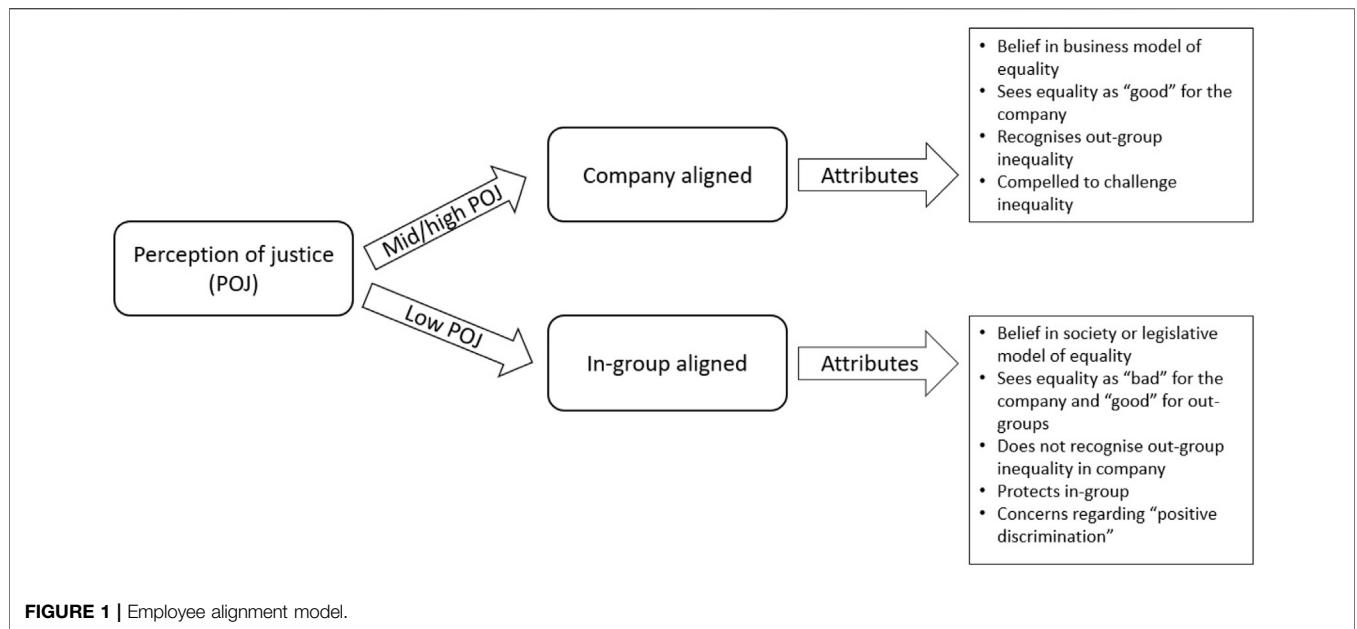 Perception of justice
(POJ)
Mid/high POJ
Company aligned
Attributes
• Belief in business model of
equality
• Sees equality as “good” for the
company
• Recognises out-group
inequality
• Compelled to challenge
inequality
Low POJ
In-group aligned
Attributes
• Belief in society or legislative
model of equality
• Sees equality as “bad” for the
company and “good” for out-
groups
• Does not recognise out-group
inequality in company
• Protects in-group
• Concerns regarding “positive
discrimination”
FIGURE 1 | Employee alignment model.